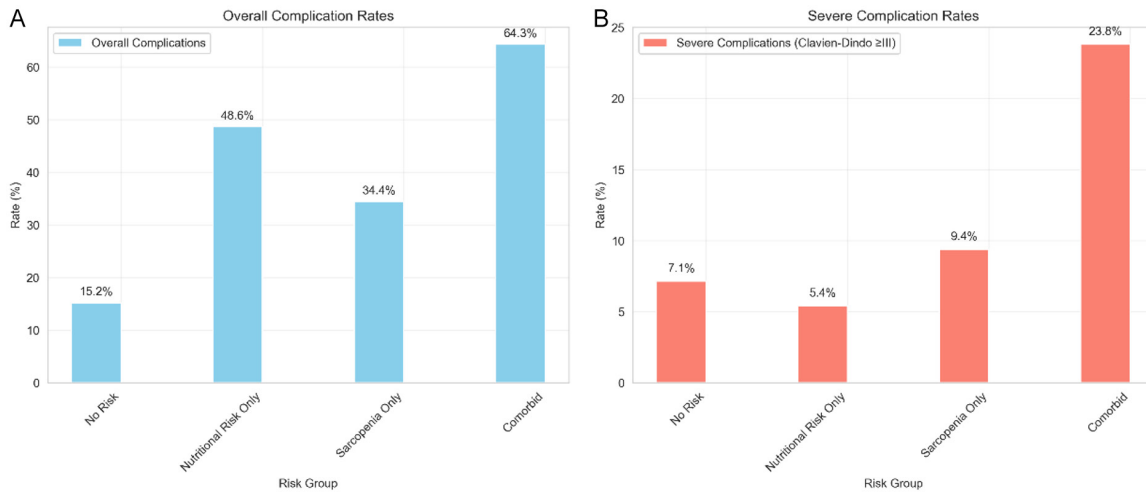 A
Overall Complication Rates
Overall Complications
Rate (%)
60
50
40
30
20
10
0
15.2%
48.6%
34.4%
64.3%
No Risk
Nutritional Risk Only
Sarcopenia Only
Comorbid
Risk Group
B
Severe Complication Rates
Severe Complications (Clavien-Dindo ≥III)
Rate (%)
25
20
15
10
5
0
7.1%
5.4%
9.4%
23.8%
No Risk
Nutritional Risk Only
Sarcopenia Only
Comorbid
Risk Group